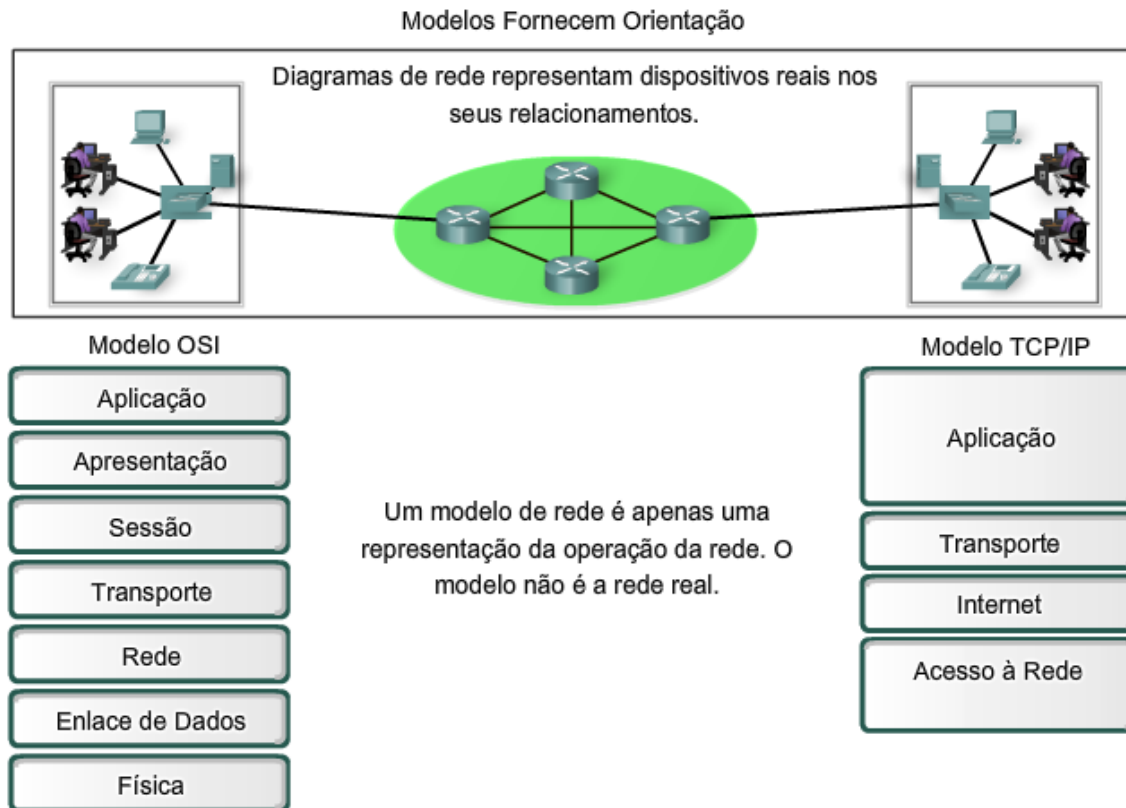 Modelos Fornecem Orientação
Diagramas de rede representam dispositivos reais nos
seus relacionamentos.
Modelo OSI
Aplicação
Apresentação
Sessão
Transporte
Rede
Enlace de Dados
Física
Um modelo de rede é apenas uma
representação da operação da rede. O
modelo não é a rede real.
Modelo TCP/IP
Aplicação
Transporte
Internet
Acesso à Rede